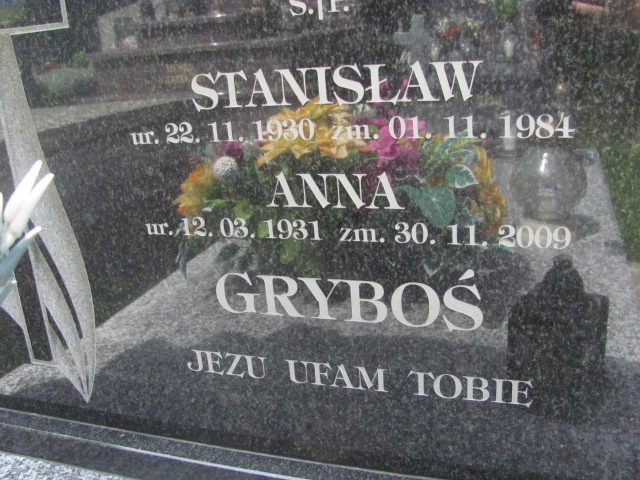 Ś.†P.
STANISŁAW
ur. 22. 11. 1930 zm. 01. 11. 1984
ANNA
ur. 12. 03. 1931 zm. 30. 11. 2009
GRYBOŚ
JEZU UFAM TOBIE